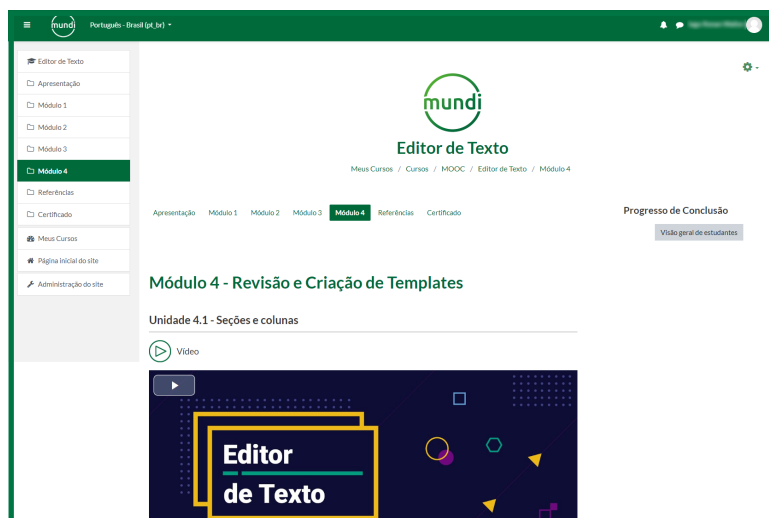 mundi
Português - Brasil (pt_br)
Editor de Texto
Apresentação
Módulo 1
Módulo 2
Módulo 3
Módulo 4
Referências
Certificado
Meus Cursos
Página inicial do site
Administração do site
mundi
Editor de Texto
Meus Cursos / Cursos / MOOC / Editor de Texto / Módulo 4
Apresentação Módulo 1 Módulo 2 Módulo 3 Módulo 4 Referências Certificado
Progresso de Conclusão
Visão geral de estudantes
Módulo 4 - Revisão e Criação de Templates
Unidade 4.1 - Seções e colunas
Vídeo
Editor
de Texto